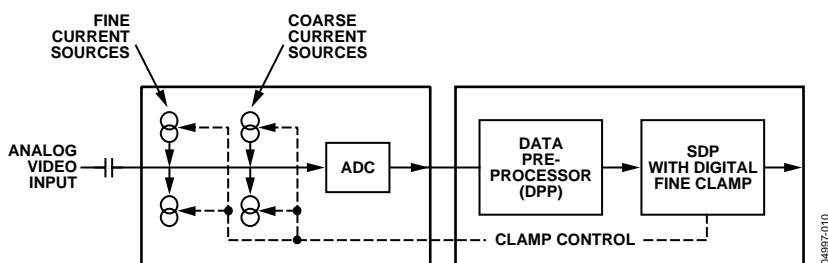 FINE
CURRENT
SOURCES
COARSE
CURRENT
SOURCES
ANALOG
VIDEO
INPUT
ADC
DATA
PRE-
PROCESSOR
(DPP)
SDP
WITH DIGITAL
FINE CLAMP
CLAMP CONTROL
04997-010